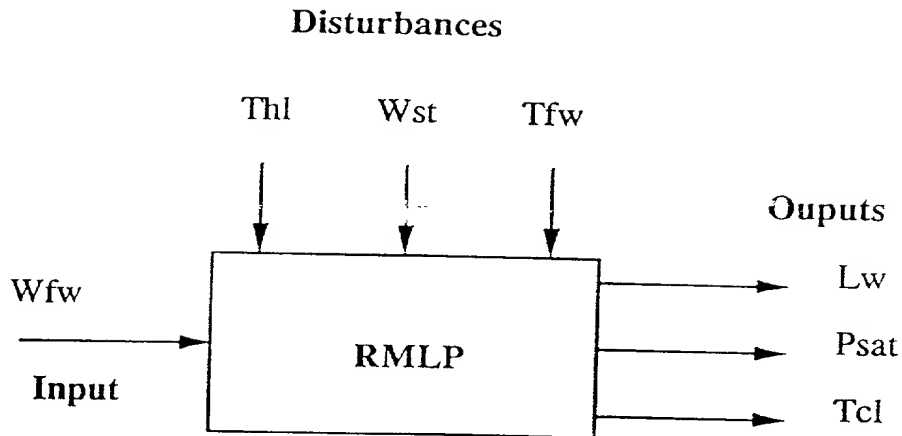 Disturbances
Thl Wst Tfw
Ouputs
Wfw
Lw
RMLP
Psat
Input
Tcl